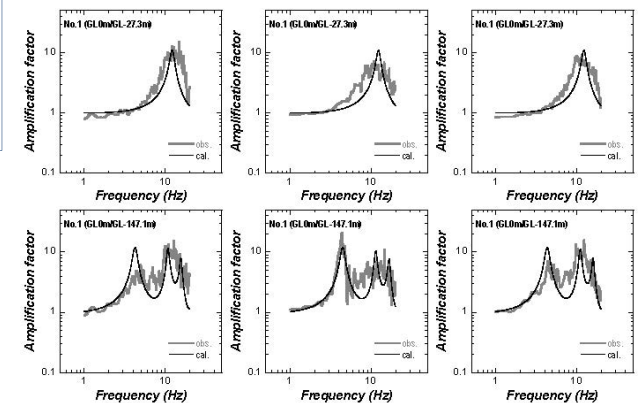 No.1 (GL0m/GL-27.3m)
Amplification factor
10
1
0.1
obs.
cal.
1
10
Frequency (Hz)
No.1 (GL0m/GL-27.3m)
Amplification factor
10
1
0.1
obs.
cal.
1
10
Frequency (Hz)
No.1 (GL0m/GL-27.3m)
Amplification factor
10
1
0.1
obs.
cal.
1
10
Frequency (Hz)
No.1 (GL0m/GL-147.1m)
Amplification factor
10
1
0.1
obs.
cal.
1
10
Frequency (Hz)
No.1 (GL0m/GL-147.1m)
Amplification factor
10
1
0.1
obs.
cal.
1
10
Frequency (Hz)
No.1 (GL0m/GL-147.1m)
Amplification factor
10
1
0.1
obs.
cal.
1
10
Frequency (Hz)